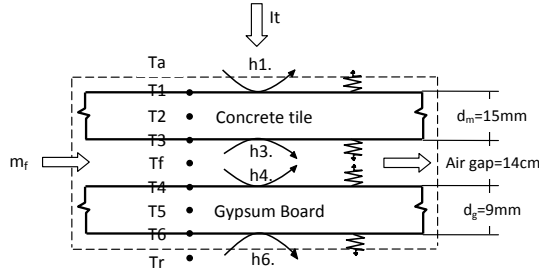 It
Ta
h1.
T1
T2
Concrete tile
dm=15mm
T3
mf
Tf
h3.
h4.
Air gap=14cm
T4
T5
Gypsum Board
dg=9mm
T6
Tr
h6.